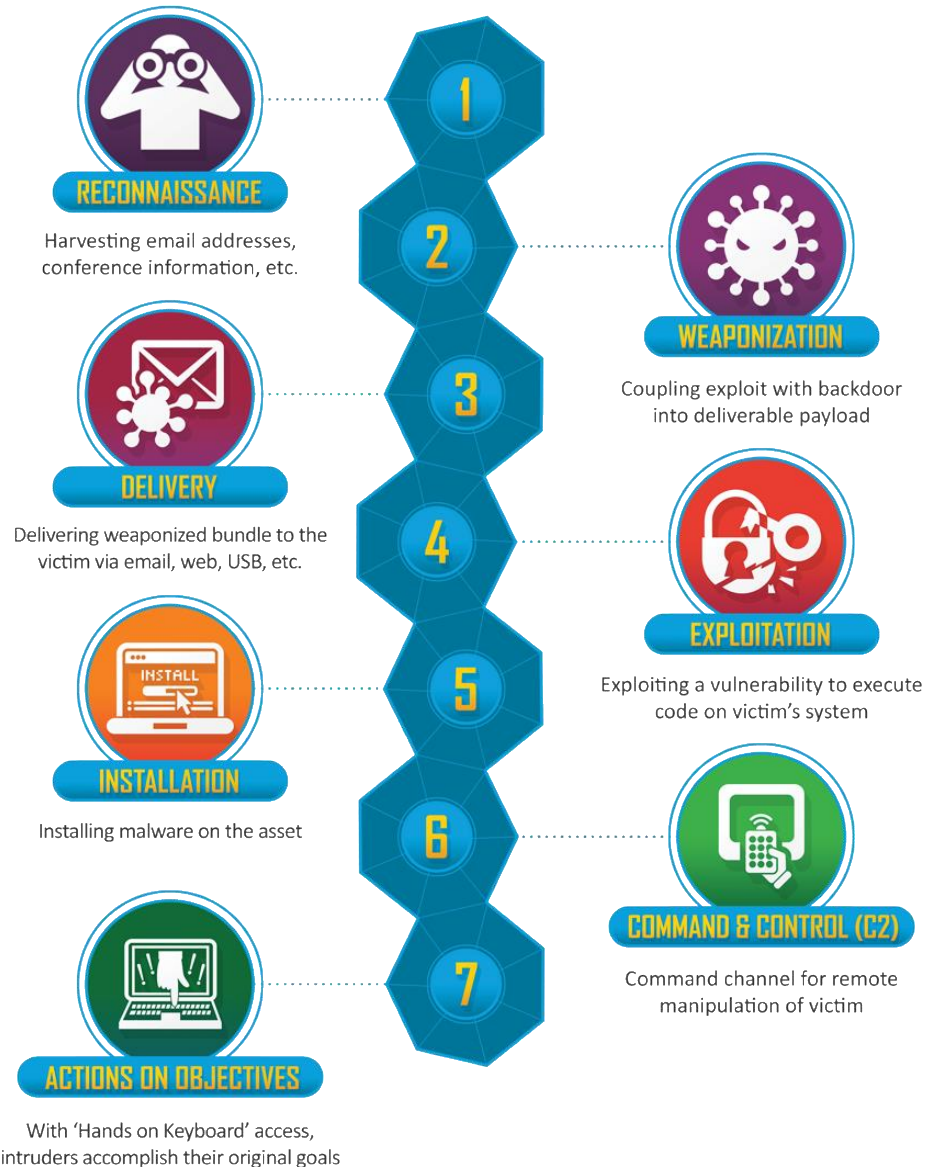 1
RECONNAISSANCE
Harvesting email addresses,
conference information, etc.
2
WEAPONIZATION
Coupling exploit with backdoor
into deliverable payload
3
DELIVERY
Delivering weaponized bundle to the
victim via email, web, USB, etc.
4
EXPLOITATION
Exploiting a vulnerability to execute
code on victim’s system
5
INSTALL
INSTALLATION
Installing malware on the asset
6
COMMAND & CONTROL (C2)
Command channel for remote
manipulation of victim
7
ACTIONS ON OBJECTIVES
With ‘Hands on Keyboard’ access,
intruders accomplish their original goals